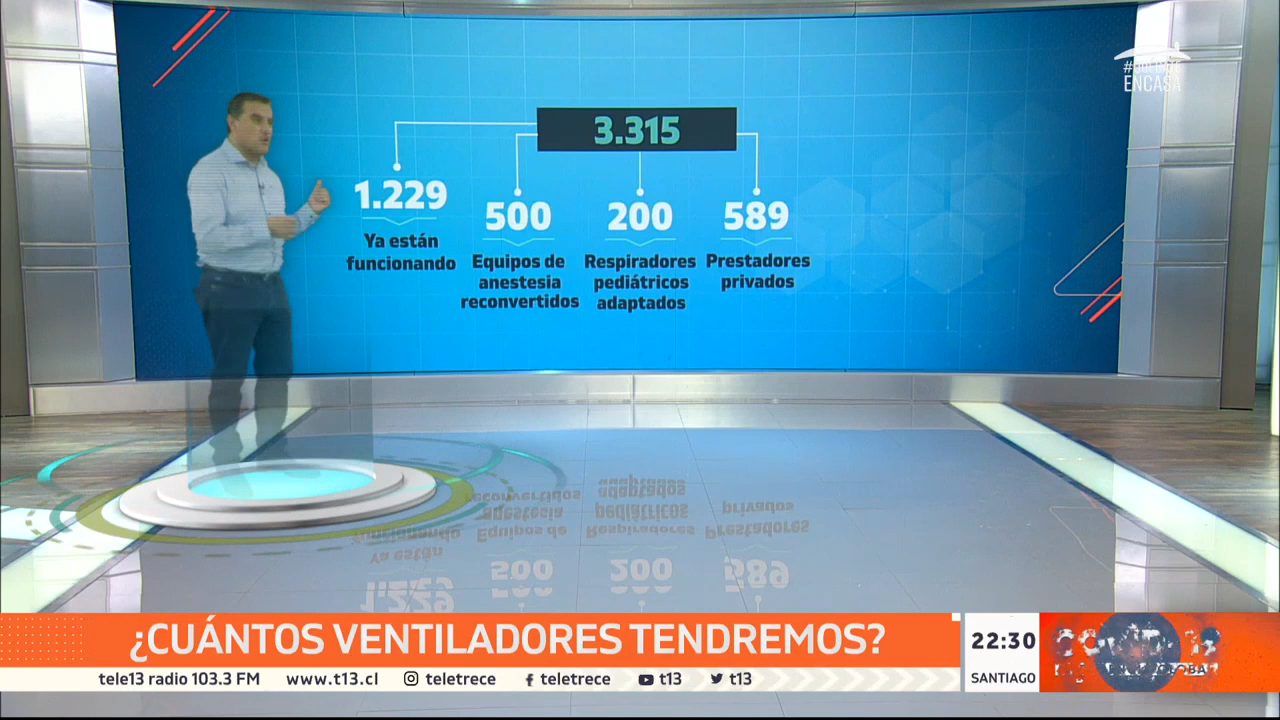 ENCASA
3.315
1.229
Ya están
funcionando
500
Equipos de
anestesia
reconvertidos
200
Respiradores
pediátricos
adaptados
589
Prestadores
privados
¿CUÁNTOS VENTILADORES TENDREMOS?
22:30
SANTIAGO
tele13 radio 103.3 FM www.t13.cl teletrece teletrece t13 t13